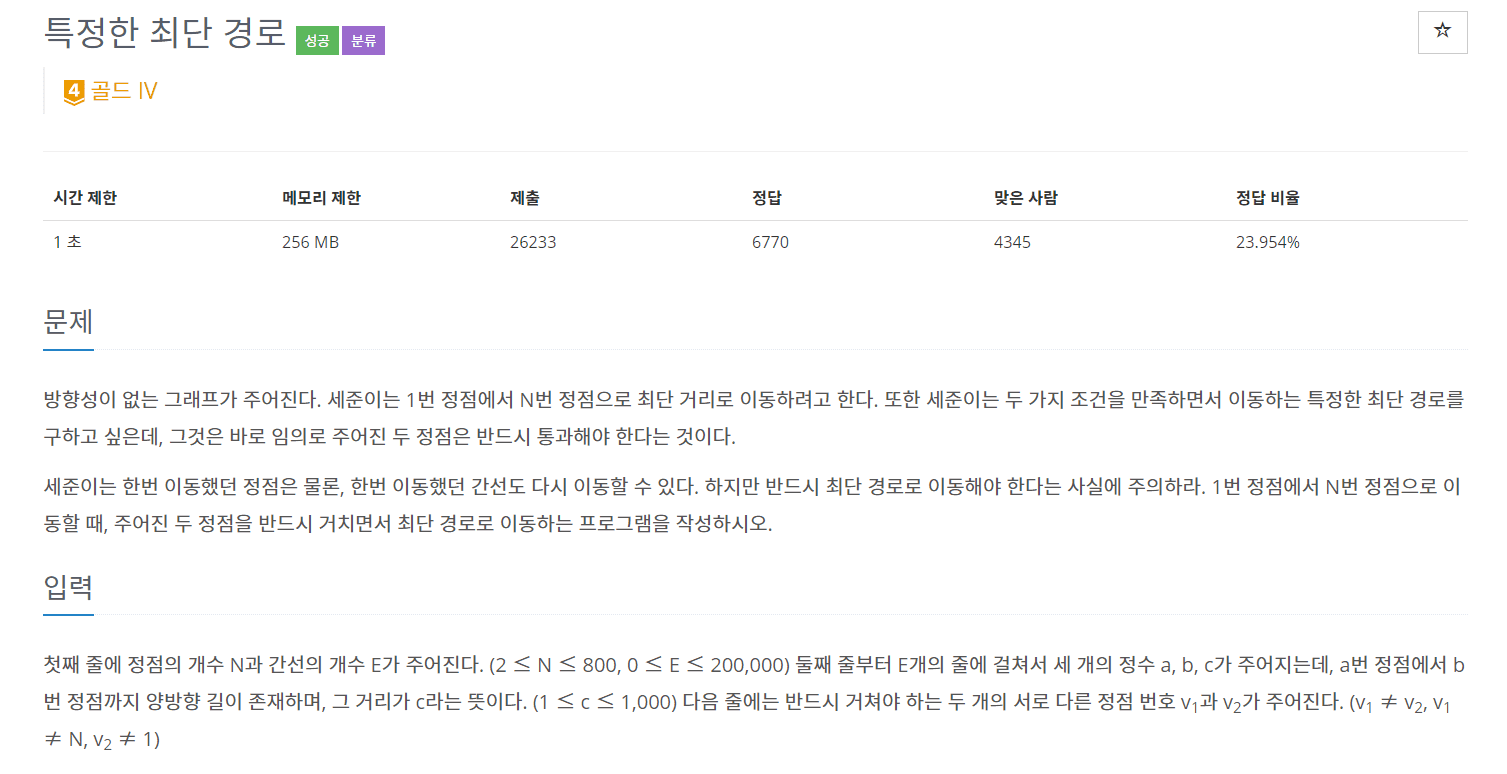 특정한 최단 경로 성공 분류
☆
4 골드 IV
시간 제한 메모리 제한 제출 정답 맞은 사람 정답 비율
1 초 256 MB 26233 6770 4345 23.954%
문제
방향성이 없는 그래프가 주어진다. 세준이는 1번 정점에서 N번 정점으로 최단 거리로 이동하려고 한다. 또한 세준이는 두 가지 조건을 만족하면서 이동하는 특정한 최단 경로를
구하고 싶은데, 그것은 바로 임의로 주어진 두 정점은 반드시 통과해야 한다는 것이다.
세준이는 한번 이동했던 정점은 물론, 한번 이동했던 간선도 다시 이동할 수 있다. 하지만 반드시 최단 경로로 이동해야 한다는 사실에 주의하라. 1번 정점에서 N번 정점으로 이
동할 때, 주어진 두 정점을 반드시 거치면서 최단 경로로 이동하는 프로그램을 작성하시오.
입력
첫째 줄에 정점의 개수 N과 간선의 개수 E가 주어진다. (2 ≤ N ≤ 800, 0 ≤ E ≤ 200,000) 둘째 줄부터 E개의 줄에 걸쳐서 세 개의 정수 a, b, c가 주어지는데, a번 정점에서 b
번 정점까지 양방향 길이 존재하며, 그 거리가 c라는 뜻이다. (1 ≤ c ≤ 1,000) 다음 줄에는 반드시 거쳐야 하는 두 개의 서로 다른 정점 번호 v1과 v2가 주어진다. (v1 ≠ v2, v1
≠ N, v2 ≠ 1)